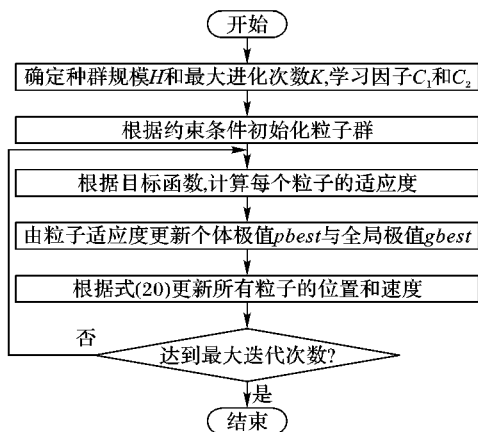 开始
确定种群规模H和最大进化次数K,学习因子C₁和C₂
根据约束条件初始化粒子群
根据目标函数,计算每个粒子的适应度
由粒子适应度更新个体极值pbest与全局极值gbest
根据式(20)更新所有粒子的位置和速度
否
达到最大迭代次数?
是
结束